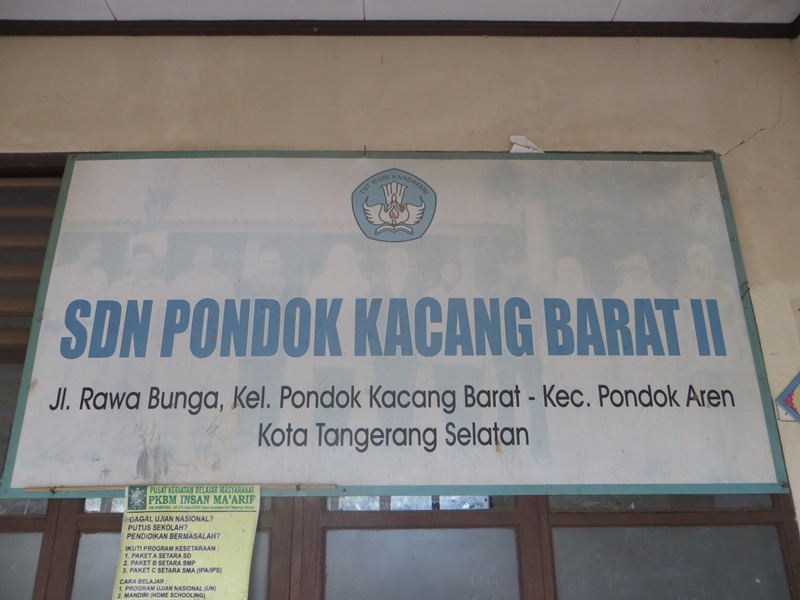 TUT WURI HANDAYANI
SDN PONDOK KACANG BARAT II
Jl. Rawa Bunga, Kel. Pondok Kacang Barat - Kec. Pondok Aren
Kota Tangerang Selatan
PUSAT KEGIATAN BELAJAR MASYARAKAT
PKBM INSAN MA'ARIF
GAGAL UJIAN NASIONAL?
PUTUS SEKOLAH?
PENDIDIKAN BERMASALAH?
IKUTI PROGRAM KESETARAAN :
1. PAKET A SETARA SD
2. PAKET B SETARA SMP
3. PAKET C SETARA SMA (IPA/IPS)
CARA BELAJAR :
1. PROGRAM UJIAN NASIONAL (UN)
2. MANDIRI (HOME SCHOOLING)